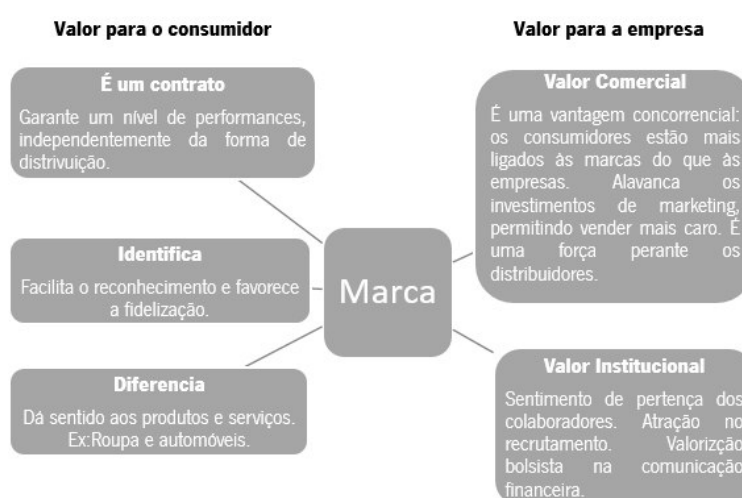 Valor para o consumidor
É um contrato
Garante um nível de performances,
independentemente da forma de
distrivuição.
Identifica
Facilita o reconhecimento e favorece
a fidelização.
Diferencia
Dá sentido aos produtos e serviços.
Ex:Roupa e automóveis.
Marca
Valor para a empresa
Valor Comercial
É uma vantagem concorrencial:
os consumidores estão mais
ligados às marcas do que às
empresas. Alavanca os
investimentos de marketing,
permitindo vender mais caro. É
uma força perante os
distribuidores.
Valor Institucional
Sentimento de pertença dos
colaboradores. Atração no
recrutamento. Valorizção
bolsista na comunicação
financeira.